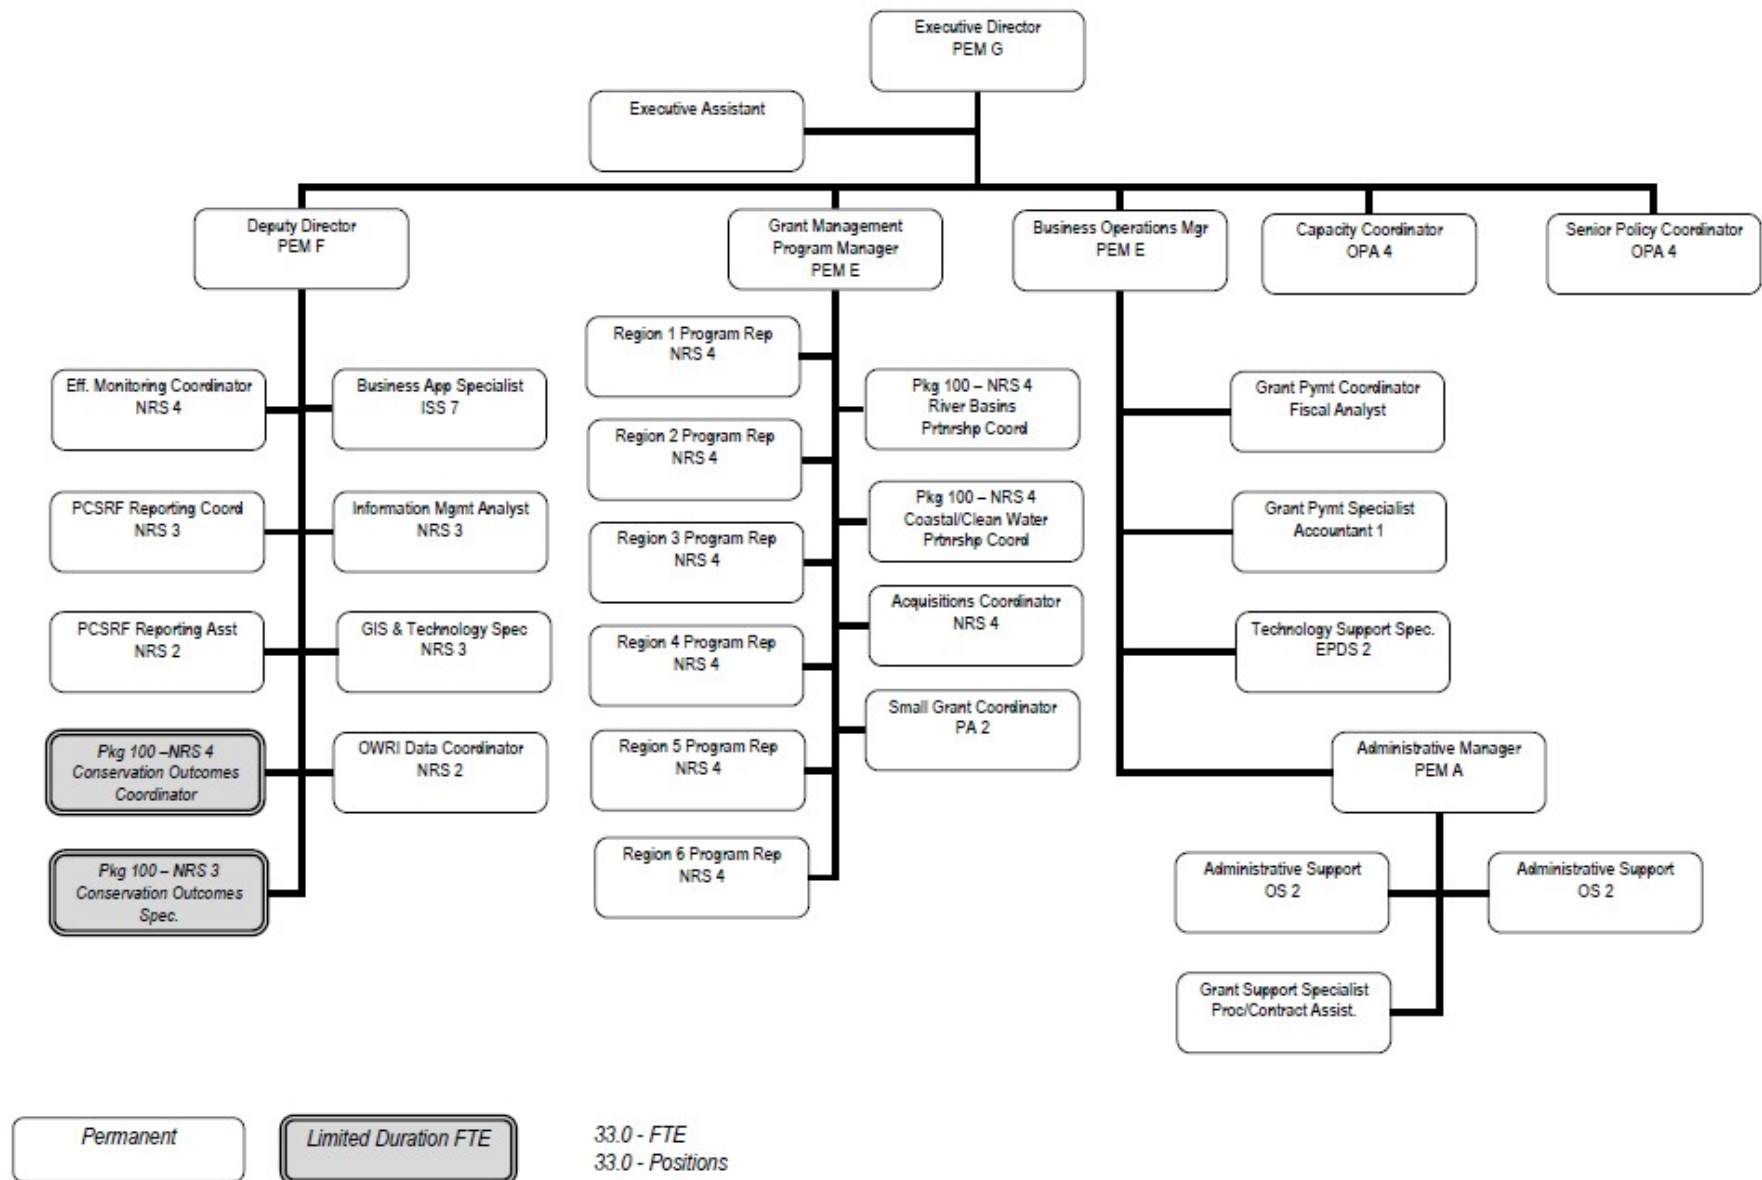 Executive Director
PEM G
Executive Assistant
Deputy Director
PEM F
Grant Management
Program Manager
PEM E
Business Operations Mgr
PEM E
Capacity Coordinator
OPA 4
Senior Policy Coordinator
OPA 4
Eff. Monitoring Coordinator
NRS 4
Business App Specialist
ISS 7
PCSRF Reporting Coord
NRS 3
Information Mgmt Analyst
NRS 3
PCSRF Reporting Asst
NRS 2
GIS & Technology Spec
NRS 3
Pkg 100 –NRS 4
Conservation Outcomes
Coordinator
OWRI Data Coordinator
NRS 2
Pkg 100 – NRS 3
Conservation Outcomes
Spec.
Region 1 Program Rep
NRS 4
Region 2 Program Rep
NRS 4
Region 3 Program Rep
NRS 4
Region 4 Program Rep
NRS 4
Region 5 Program Rep
NRS 4
Region 6 Program Rep
NRS 4
Pkg 100 – NRS 4
River Basins
Prtnrshp Coord
Pkg 100 – NRS 4
Coastal/Clean Water
Prtnrshp Coord
Acquisitions Coordinator
NRS 4
Small Grant Coordinator
PA 2
Grant Pymt Coordinator
Fiscal Analyst
Grant Pymt Specialist
Accountant 1
Technology Support Spec.
EPDS 2
Administrative Manager
PEM A
Administrative Support
OS 2
Administrative Support
OS 2
Grant Support Specialist
Proc/Contract Assist.
Permanent
Limited Duration FTE
33.0 - FTE
33.0 - Positions